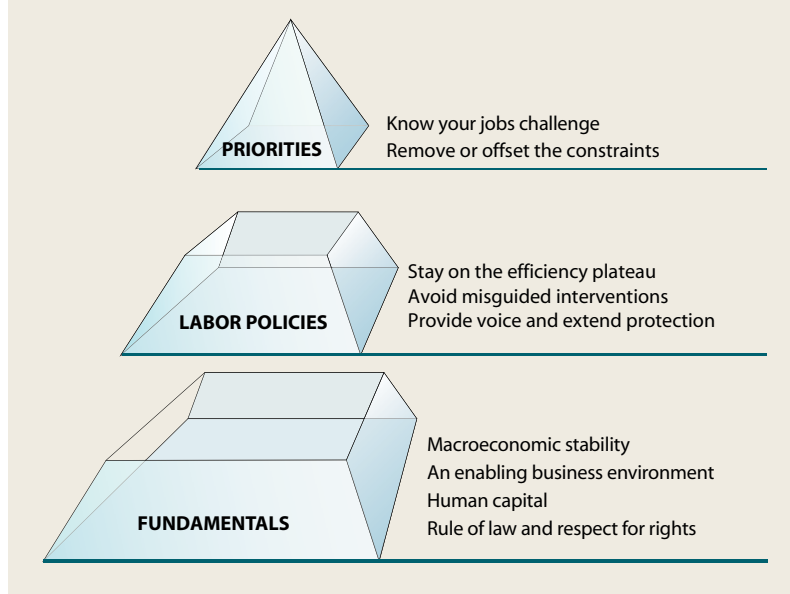 PRIORITIES
Know your jobs challenge
Remove or offset the constraints
LABOR POLICIES
Stay on the efficiency plateau
Avoid misguided interventions
Provide voice and extend protection
FUNDAMENTALS
Macroeconomic stability
An enabling business environment
Human capital
Rule of law and respect for rights